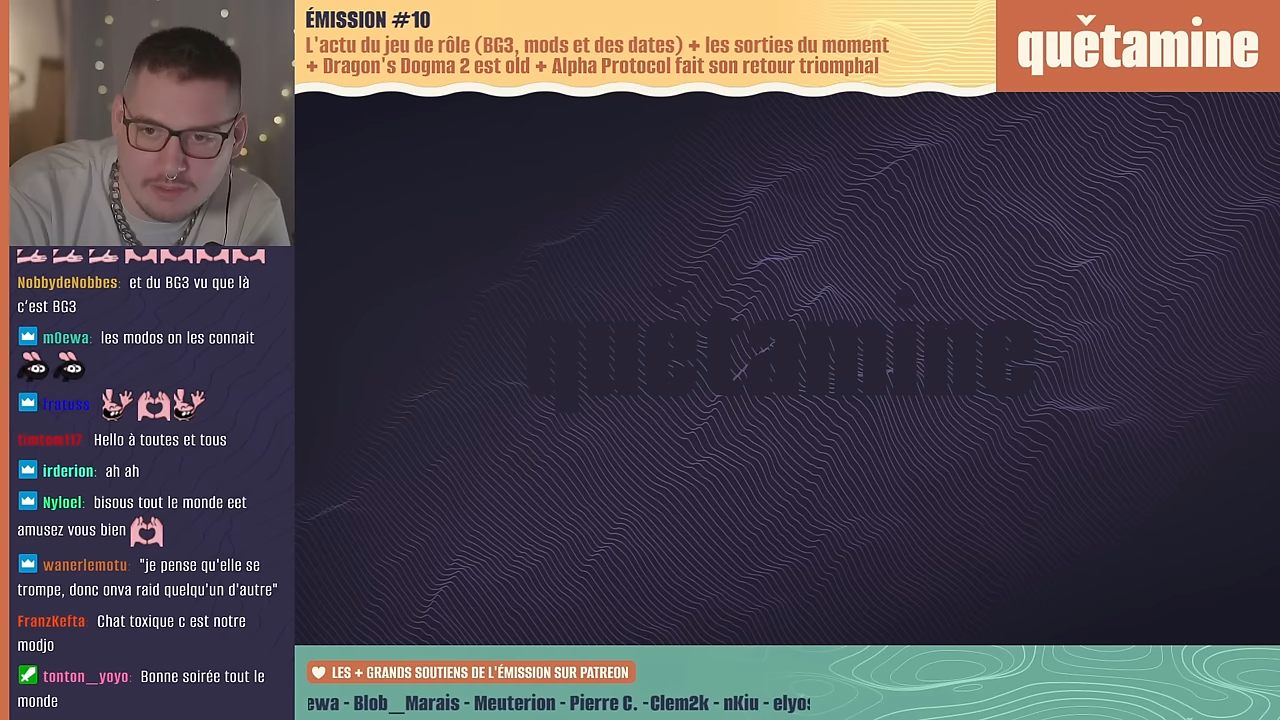 ÉMISSION #10
L'actu du jeu de rôle (BG3, mods et des dates) + les sorties du moment
+ Dragon's Dogma 2 est old + Alpha Protocol fait son retour triomphal
quětamine
quětamine
NobbydeNobbes: et du BG3 vu que là
c'est BG3
m0ewa: les modos on les connait
fratuss
timtom117 Hello à toutes et tous
irderion: ah ah
Nyloel: bisous tout le monde eet
amusez vous bien
wanerlemotu: "je pense qu'elle se
trompe, donc onva raid quelqu'un d'autre"
FranzKefta: Chat toxique c est notre
modjo
tonton_yoyo: Bonne soirée tout le
monde
LES + GRANDS SOUTIENS DE L'ÉMISSION SUR PATREON
ewa - Blob_Marais - Meuterion - Pierre C. -Clem2k - nKiu - elyos